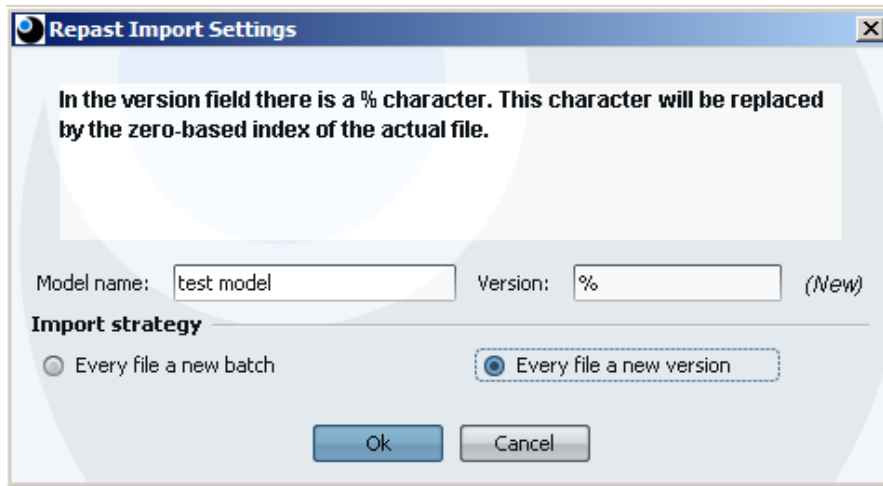 Repast Import Settings
In the version field there is a % character. This character will be replaced
by the zero-based index of the actual file.
Model name: test model Version: % (New)
Import strategy
Every file a new batch Every file a new version
Ok Cancel